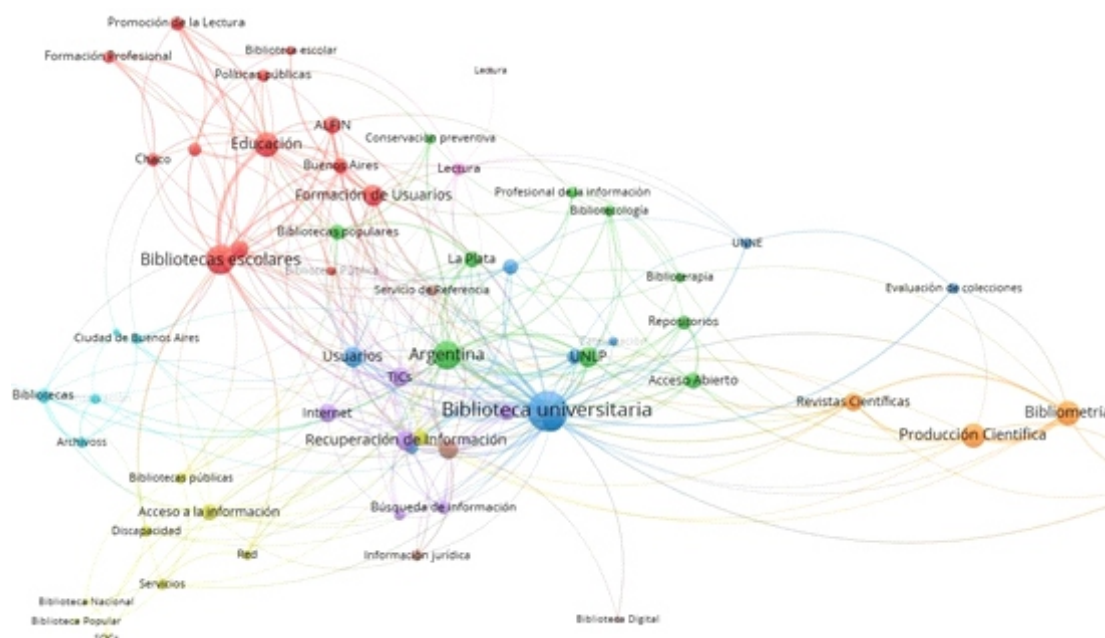 Promoción de la Lectura
Formación Profesional
Biblioteca escolar
Políticas públicas
Lectura
ALFIN
Conservación preventiva
Educación
Chaco
Buenos Aires
Lectura
Formación de Usuarios
Profesional de la información
Bibliotecología
Bibliotecas populares
UNNE
Bibliotecas escolares
La Plata
Biblioteca Pública
Biblioterapia
Servicio de Referencia
Evaluación de colecciones
Repositorios
Ciudad de Buenos Aires
Usuarios
Argentina
UNLP
TICs
Acceso Abierto
Bibliotecas
Revistas Científicas
Internet
Biblioteca universitaria
Bibliometría
Producción Científica
Archivoss
Recuperación de Información
Bibliotecas públicas
Búsqueda de información
Acceso a la información
Discapacidad
Red
Información jurídica
Servicios
Biblioteca Nacional
Biblioteca Popular
Biblioteca Digital